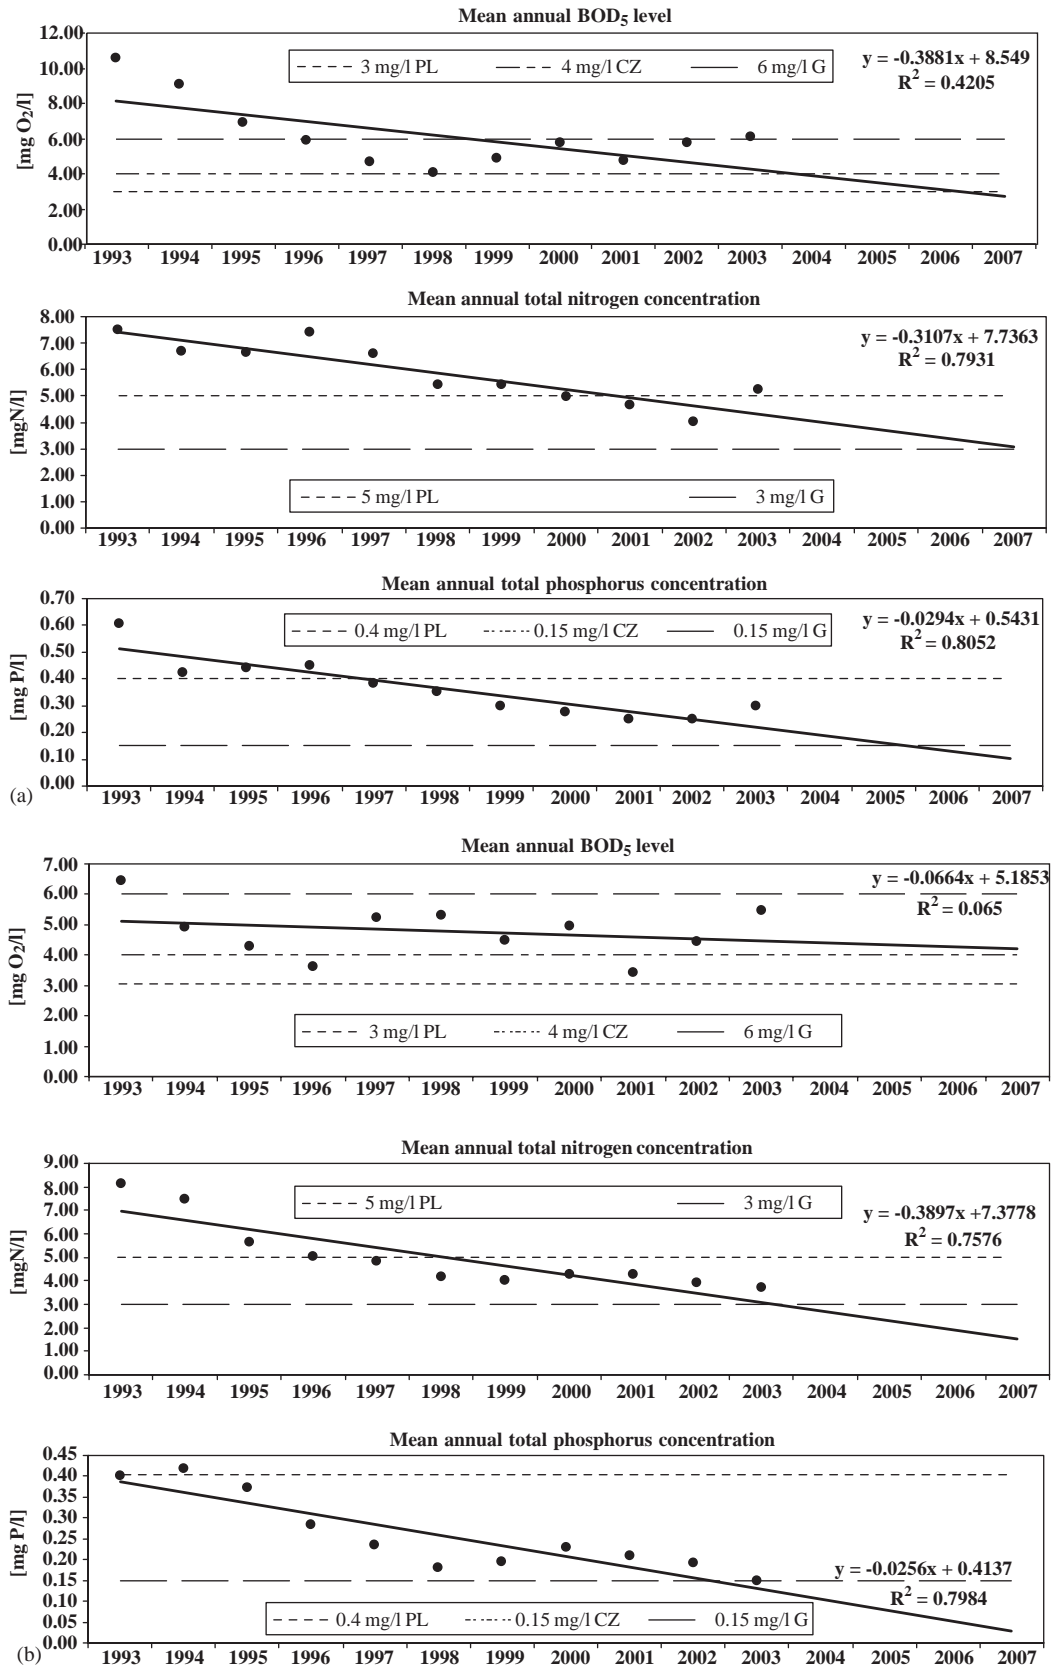 Mean annual BOD5 level
12.00
10.00
8.00
6.00
4.00
2.00
0.00
[mg O2/l]
3 mg/l PL 4 mg/l CZ 6 mg/l G
y = -0.3881x + 8.549
R2 = 0.4205
1993 1994 1995 1996 1997 1998 1999 2000 2001 2002 2003 2004 2005 2006 2007
Mean annual total nitrogen concentration
8.00
7.00
6.00
5.00
4.00
3.00
2.00
1.00
0.00
[mgN/l]
y = -0.3107x + 7.7363
R2 = 0.7931
5 mg/l PL 3 mg/l G
1993 1994 1995 1996 1997 1998 1999 2000 2001 2002 2003 2004 2005 2006 2007
Mean annual total phosphorus concentration
0.70
0.60
0.50
0.40
0.30
0.20
0.10
0.00
[mg P/l]
0.4 mg/l PL 0.15 mg/l CZ 0.15 mg/l G
y = -0.0294x + 0.5431
R2 = 0.8052
(a)
1993 1994 1995 1996 1997 1998 1999 2000 2001 2002 2003 2004 2005 2006 2007
Mean annual BOD5 level
7.00
6.00
5.00
4.00
3.00
2.00
1.00
0.00
[mg O2/l]
y = -0.0664x + 5.1853
R2 = 0.065
3 mg/l PL 4 mg/l CZ 6 mg/l G
1993 1994 1995 1996 1997 1998 1999 2000 2001 2002 2003 2004 2005 2006 2007
Mean annual total nitrogen concentration
9.00
8.00
7.00
6.00
5.00
4.00
3.00
2.00
1.00
0.00
[mgN/l]
5 mg/l PL 3 mg/l G
y = -0.3897x +7.3778
R2 = 0.7576
1993 1994 1995 1996 1997 1998 1999 2000 2001 2002 2003 2004 2005 2006 2007
Mean annual total phosphorus concentration
0.45
0.40
0.35
0.30
0.25
0.20
0.15
0.10
0.05
0.00
[mg P/l]
y = -0.0256x + 0.4137
R2 = 0.7984
0.4 mg/l PL 0.15 mg/l CZ 0.15 mg/l G
(b)
1993 1994 1995 1996 1997 1998 1999 2000 2001 2002 2003 2004 2005 2006 2007